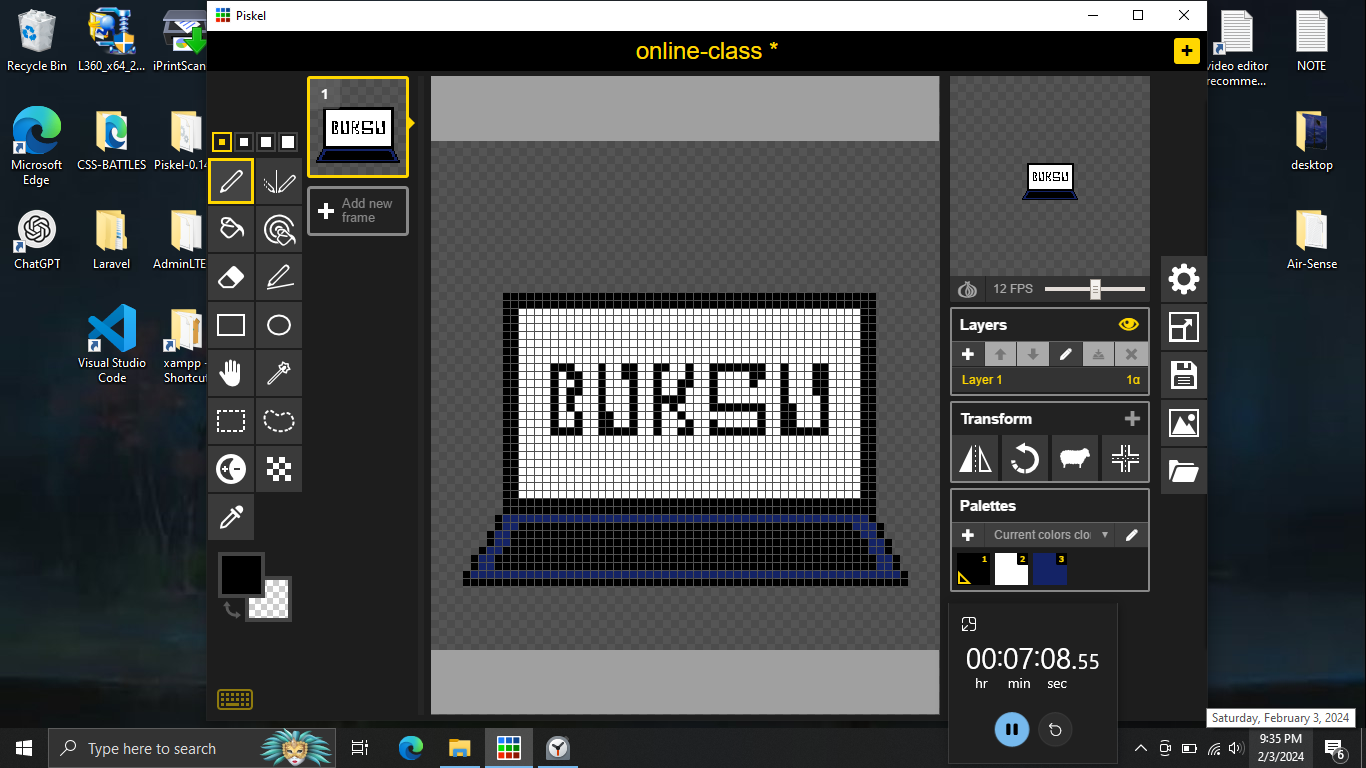 Piskel
online-class *
Recycle Bin
L360_x64_2...
iPrintScan
Microsoft
Edge
CSS-BATTLES
Piskel-0.14
ChatGPT
Laravel
AdminLTE
Visual Studio
Code
xampp -
Shortcut
video editor
recomme...
NOTE
desktop
Air-Sense
1
BUKSU
Add new
frame
BUKSU
BUKSU
12 FPS
Layers
Layer 1
1α
Transform
Palettes
Current colors clo
1
2
3
00:07:08.55
hr min sec
Saturday, February 3, 2024
Type here to search
9:35 PM
2/3/2024
6